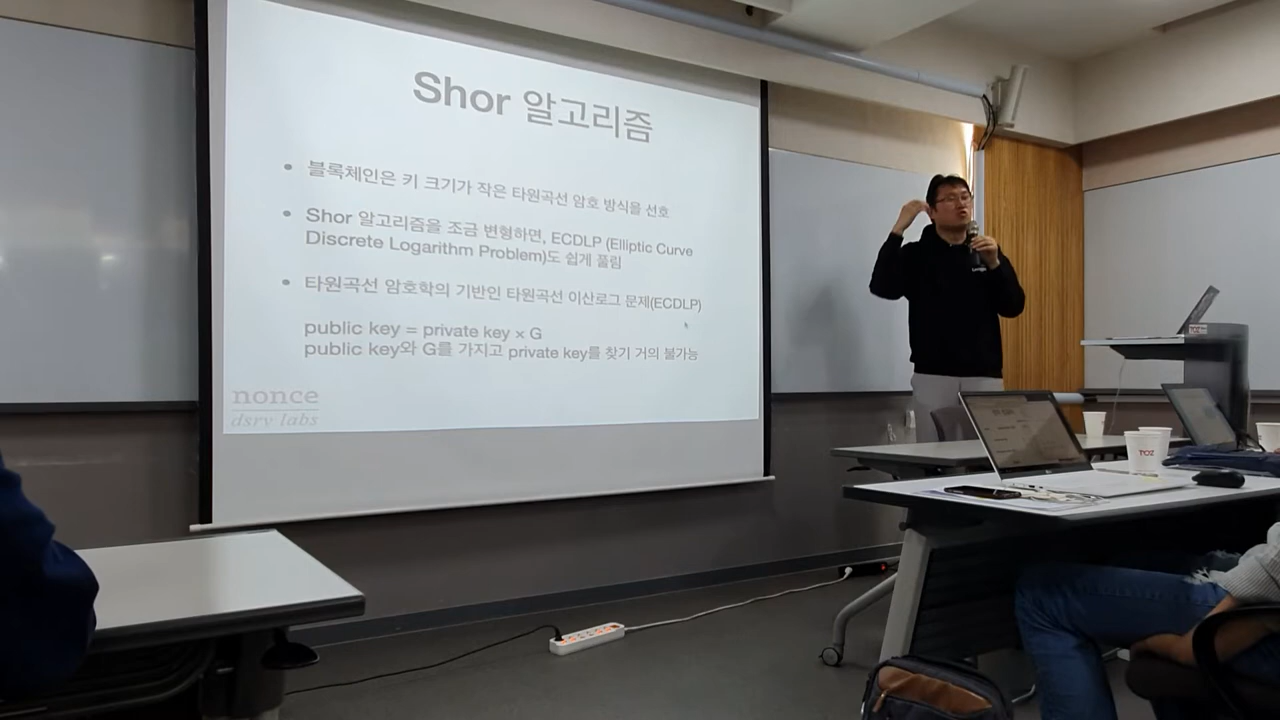 Shor 알고리즘
• 블록체인은 키 크기가 작은 타원곡선 암호 방식을 선호
• Shor 알고리즘을 조금 변형하면, ECDLP (Elliptic Curve
Discrete Logarithm Problem)도 쉽게 풀림
• 타원곡선 암호학의 기반인 타원곡선 이산로그 문제(ECDLP)
public key = private key × G
public key와 G를 가지고 private key를 찾기 거의 불가능
nonce
dsrv labs
TOZ